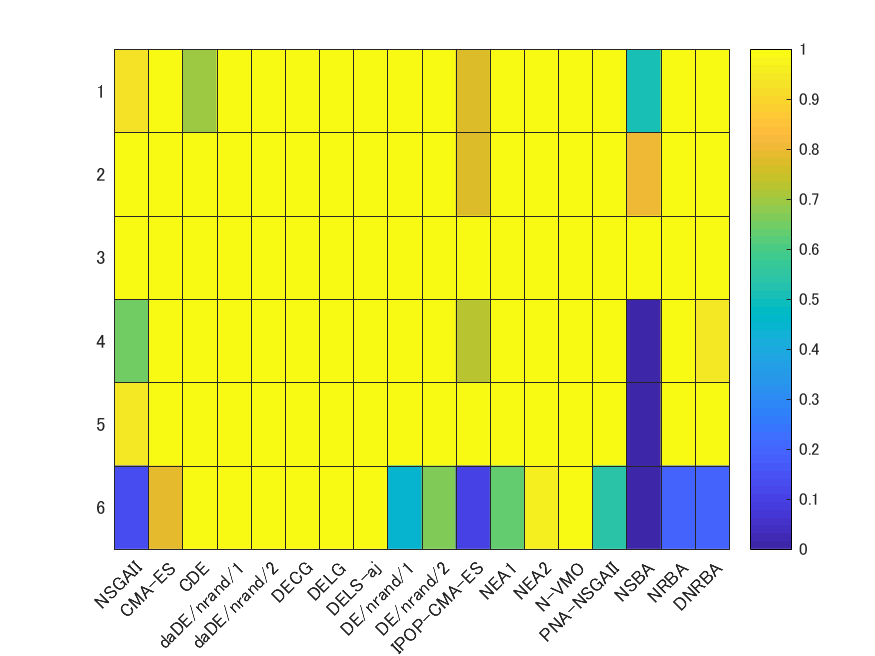 1
2
3
4
5
6
1
0.9
0.8
0.7
0.6
0.5
0.4
0.3
0.2
0.1
0
NSGAII
CMA-ES
CDE
daDE/nrand/1
daDE/nrand/2
DECG
DELG
DELS-aj
DE/nrand/1
DE/nrand/2
IPOP-CMA-ES
NEA1
NEA2
N-VMO
PNA-NSGAII
NSBA
NRBA
DNRBA